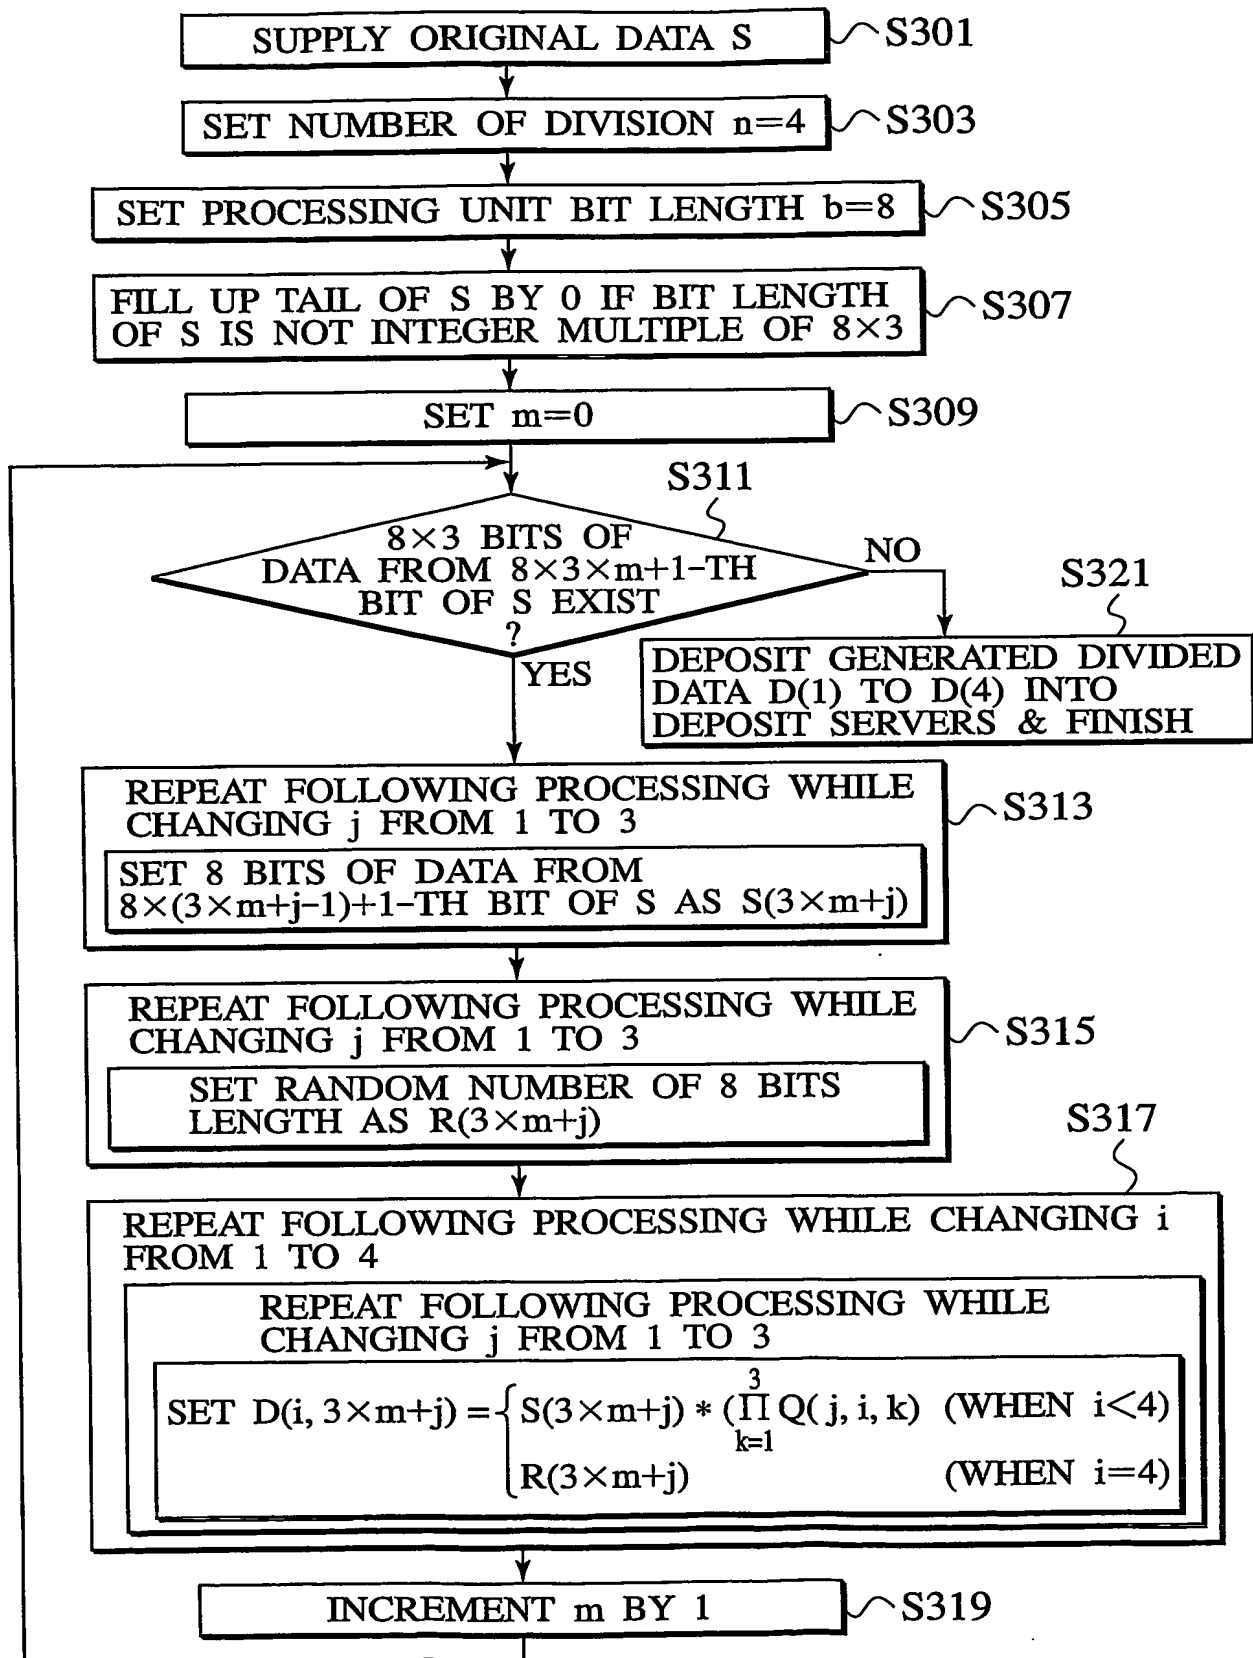 SUPPLY ORIGINAL DATA S
S301
SET NUMBER OF DIVISION n=4
S303
SET PROCESSING UNIT BIT LENGTH b=8
S305
FILL UP TAIL OF S BY 0 IF BIT LENGTH
OF S IS NOT INTEGER MULTIPLE OF 8×3
S307
SET m=0
S309
S311
8×3 BITS OF
DATA FROM 8×3×m+1-TH
BIT OF S EXIST
?
NO
YES
S321
DEPOSIT GENERATED DIVIDED
DATA D(1) TO D(4) INTO
DEPOSIT SERVERS & FINISH
REPEAT FOLLOWING PROCESSING WHILE
CHANGING j FROM 1 TO 3
S313
SET 8 BITS OF DATA FROM
8×(3×m+j-1)+1-TH BIT OF S AS S(3×m+j)
REPEAT FOLLOWING PROCESSING WHILE
CHANGING j FROM 1 TO 3
S315
SET RANDOM NUMBER OF 8 BITS
LENGTH AS R(3×m+j)
S317
REPEAT FOLLOWING PROCESSING WHILE CHANGING i
FROM 1 TO 4
REPEAT FOLLOWING PROCESSING WHILE
CHANGING j FROM 1 TO 3
SET D(i, 3×m+j) = { S(3×m+j) * (∏ k=1 3 Q(j, i, k) (WHEN i<4)
R(3×m+j) (WHEN i=4)
INCREMENT m BY 1
S319